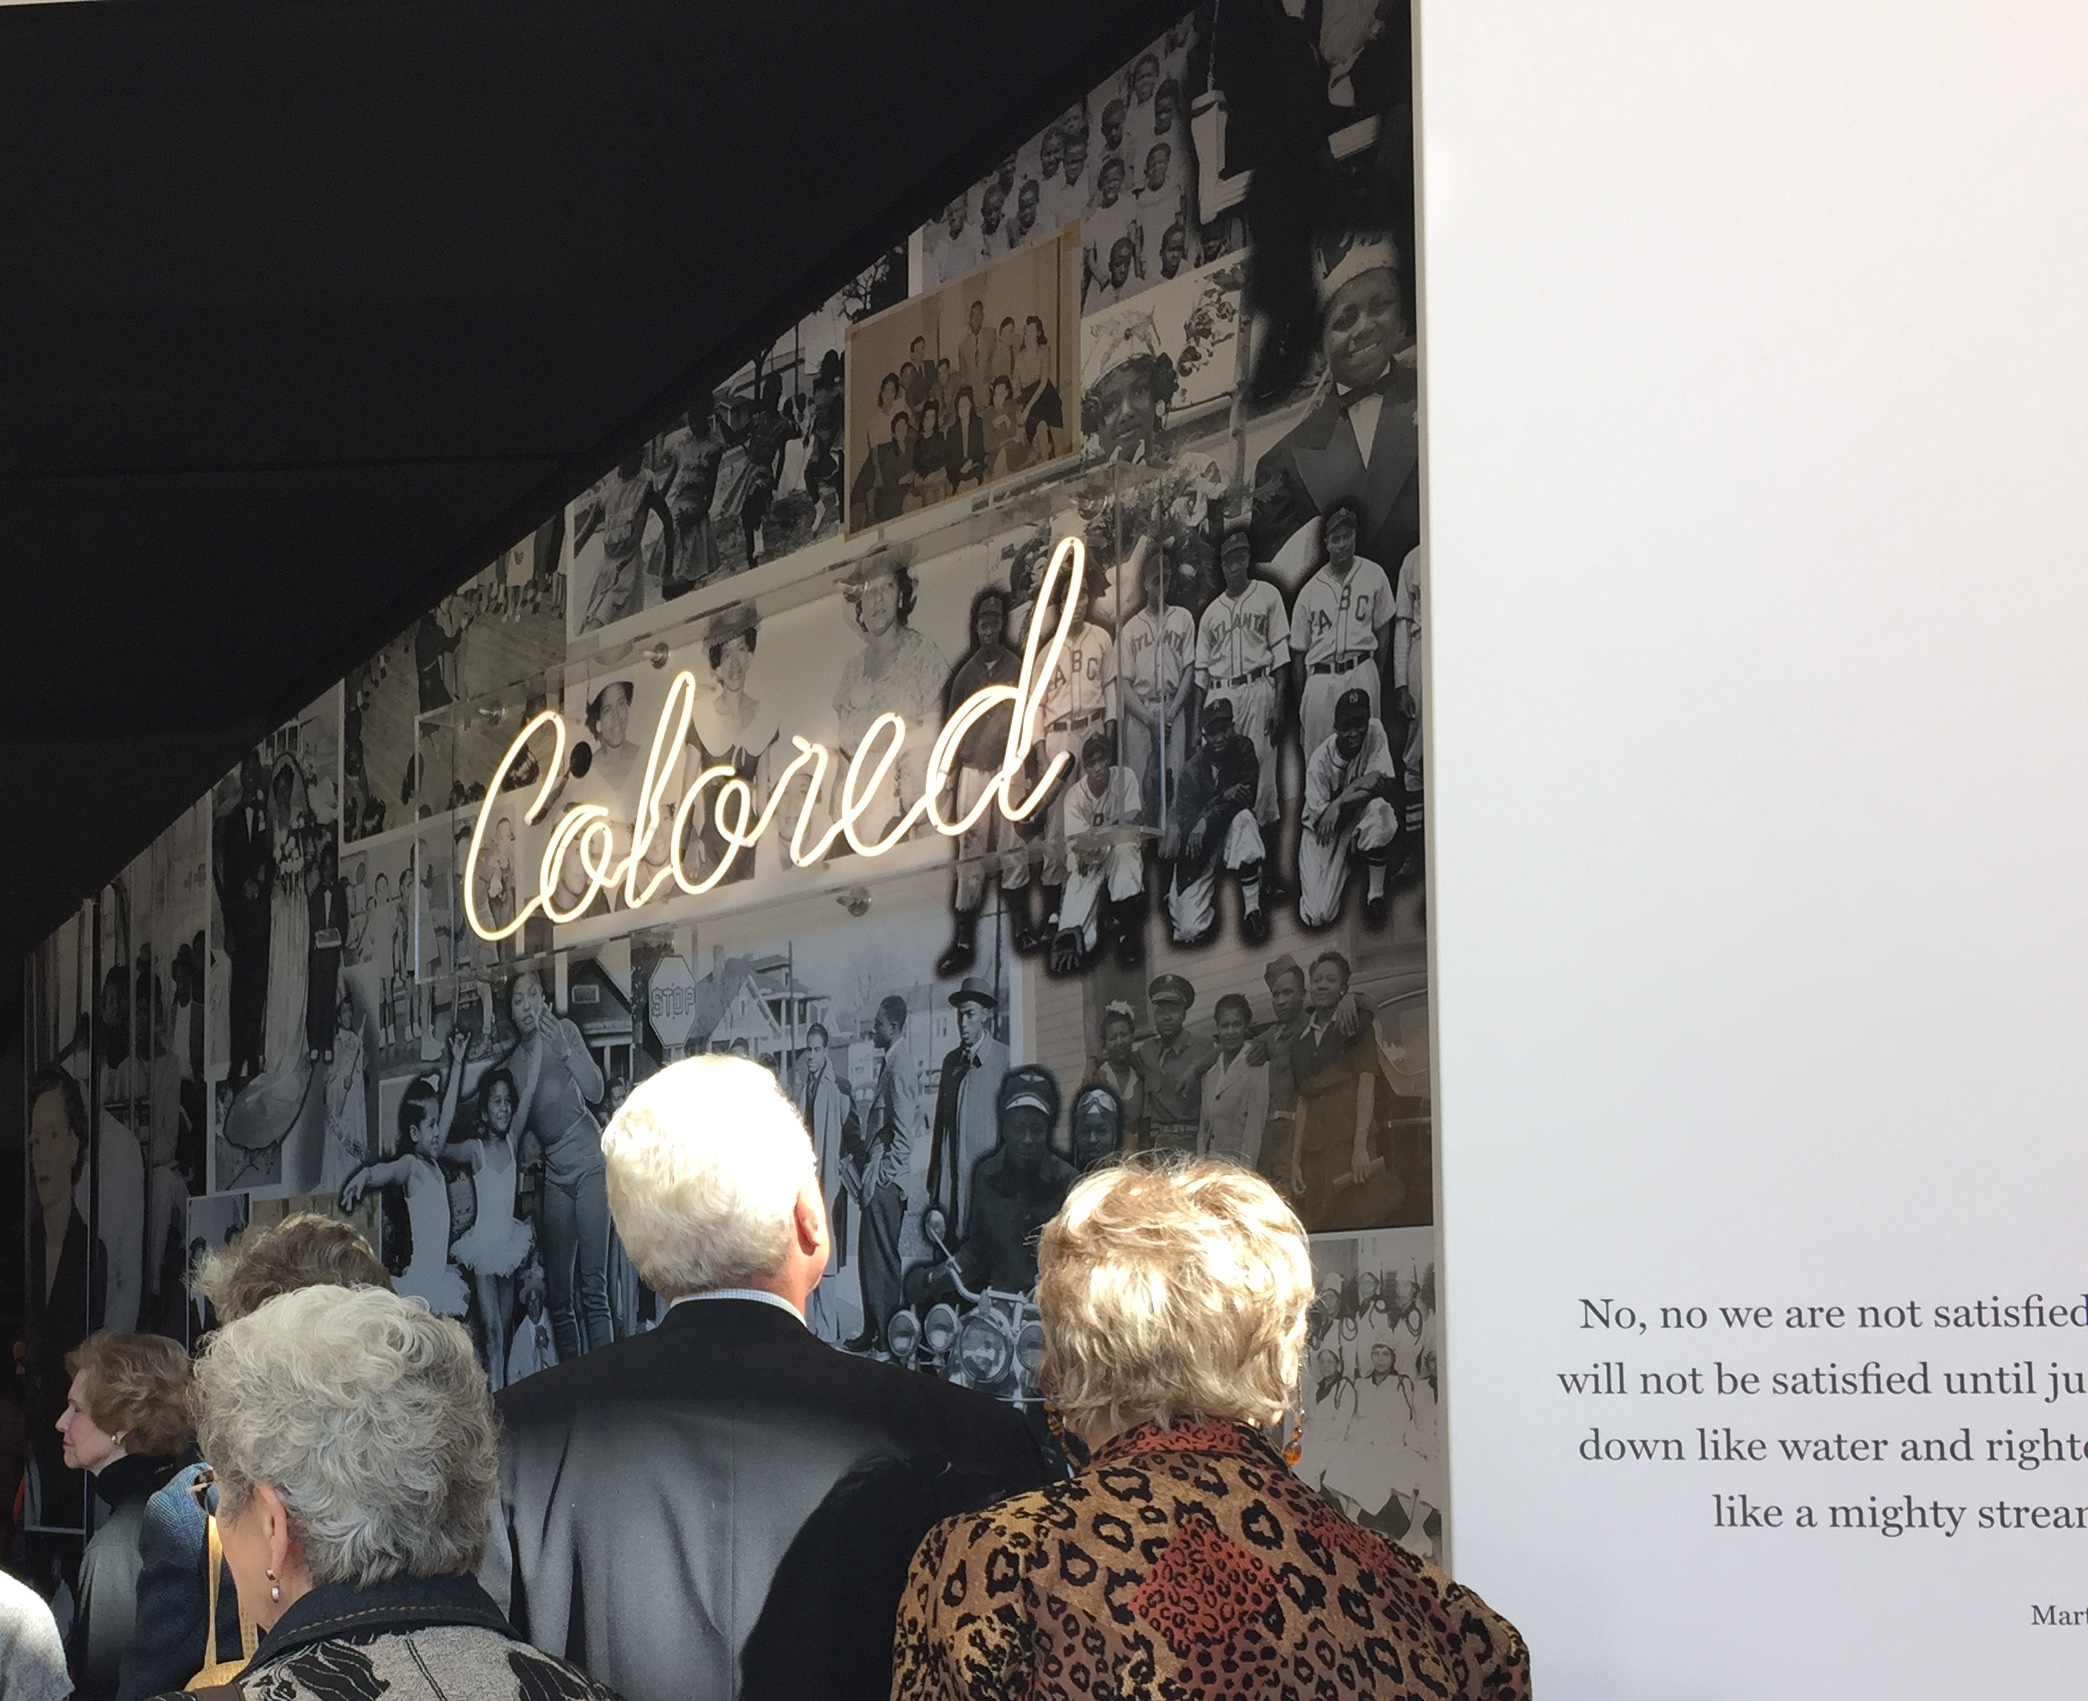 Colored
STOP
ABC
ATLANTA
ATLANTA
ABC
No, no we are not satisfied
will not be satisfied until ju
down like water and righte
like a mighty strear
Mart